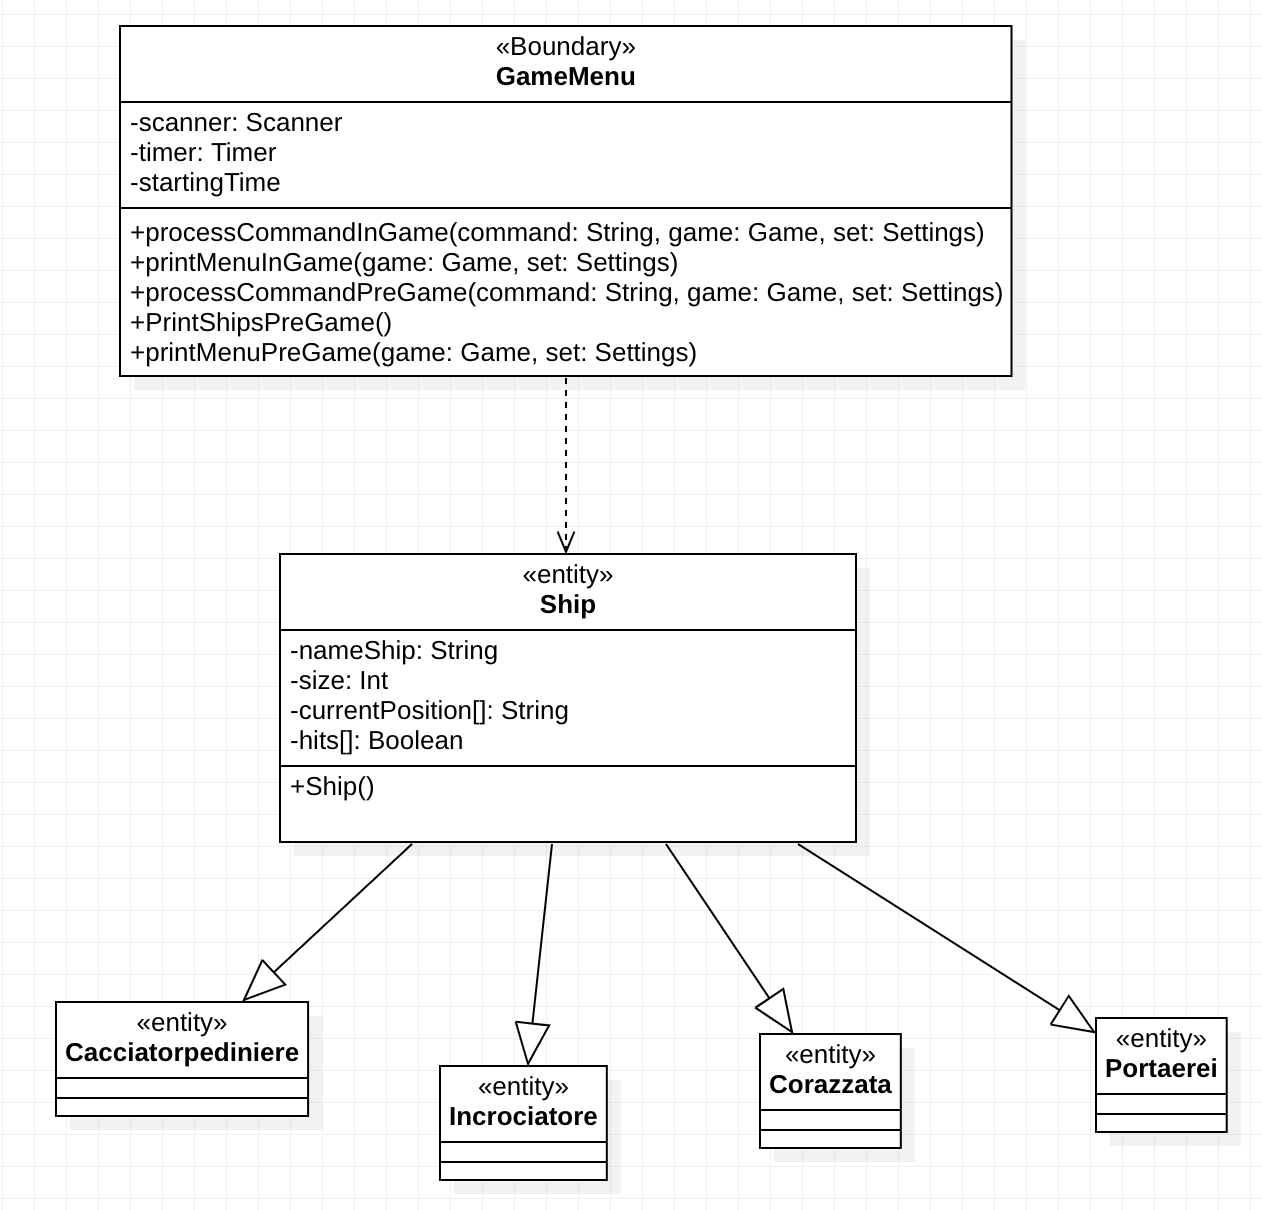 «Boundary»
GameMenu
-scanner: Scanner
-timer: Timer
-startingTime
+processCommandInGame(command: String, game: Game, set: Settings)
+printMenuInGame(game: Game, set: Settings)
+processCommandPreGame(command: String, game: Game, set: Settings)
+PrintShipsPreGame()
+printMenuPreGame(game: Game, set: Settings)
«entity»
Ship
-nameShip: String
-size: Int
-currentPosition[]: String
-hits[]: Boolean
+Ship()
«entity»
Cacciatorpediniere
«entity»
Incrociatore
«entity»
Corazzata
«entity»
Portaerei